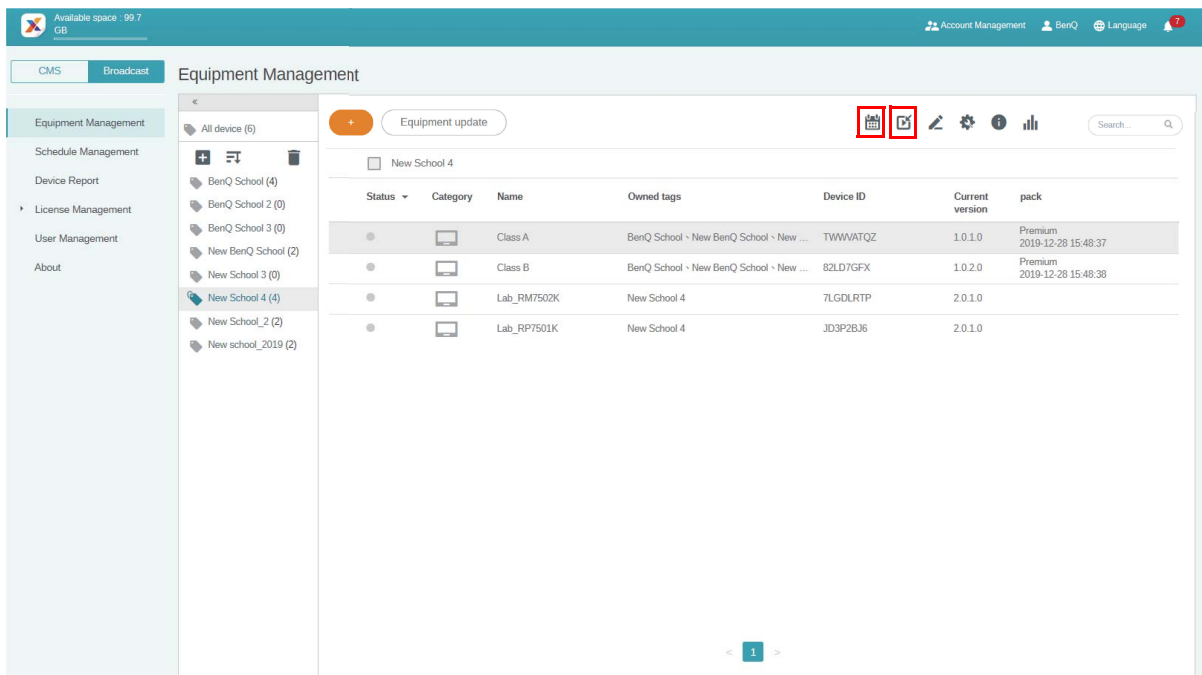 Available space : 99.7
GB
Account Management
BenQ
Language
7
CMS
Broadcast
Equipment Management
Equipment Management
Schedule Management
Device Report
License Management
User Management
About
«
All device (6)
BenQ School (4)
BenQ School 2 (0)
BenQ School 3 (0)
New BenQ School (2)
New School 3 (0)
New School 4 (4)
New School_2 (2)
New school_2019 (2)
+
Equipment update
Search...
New School 4
Status Category Name Owned tags Device ID Current version pack
Class A BenQ School、New BenQ School、New ... TWWVATQZ 1.0.1.0 Premium 2019-12-28 15:48:37
Class B BenQ School、New BenQ School、New ... 82LD7GFX 1.0.2.0 Premium 2019-12-28 15:48:38
Lab_RM7502K New School 4 7LGDLRTP 2.0.1.0
Lab_RP7501K New School 4 JD3P2BJ6 2.0.1.0
< 1 >